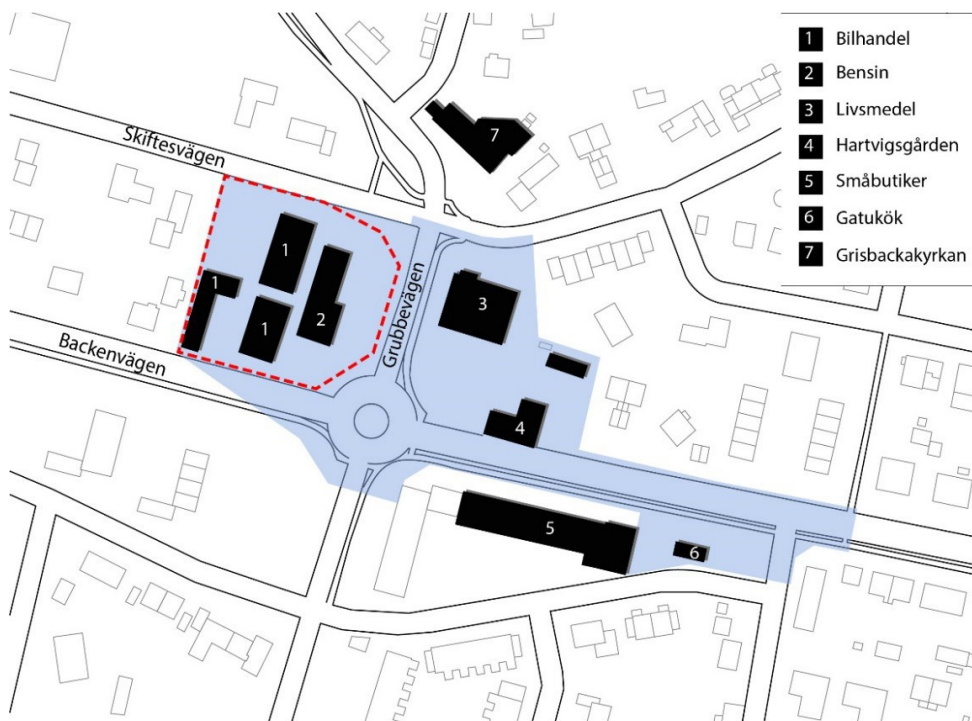 1 Bilhandel
2 Bensin
3 Livsmedel
4 Hartvigsgården
5 Småbutiker
6 Gatukök
7 Grisbackakyrkan
7
Skiftesvägen
1
1
2
1
Grubbevägen
3
Backenvägen
4
5
6